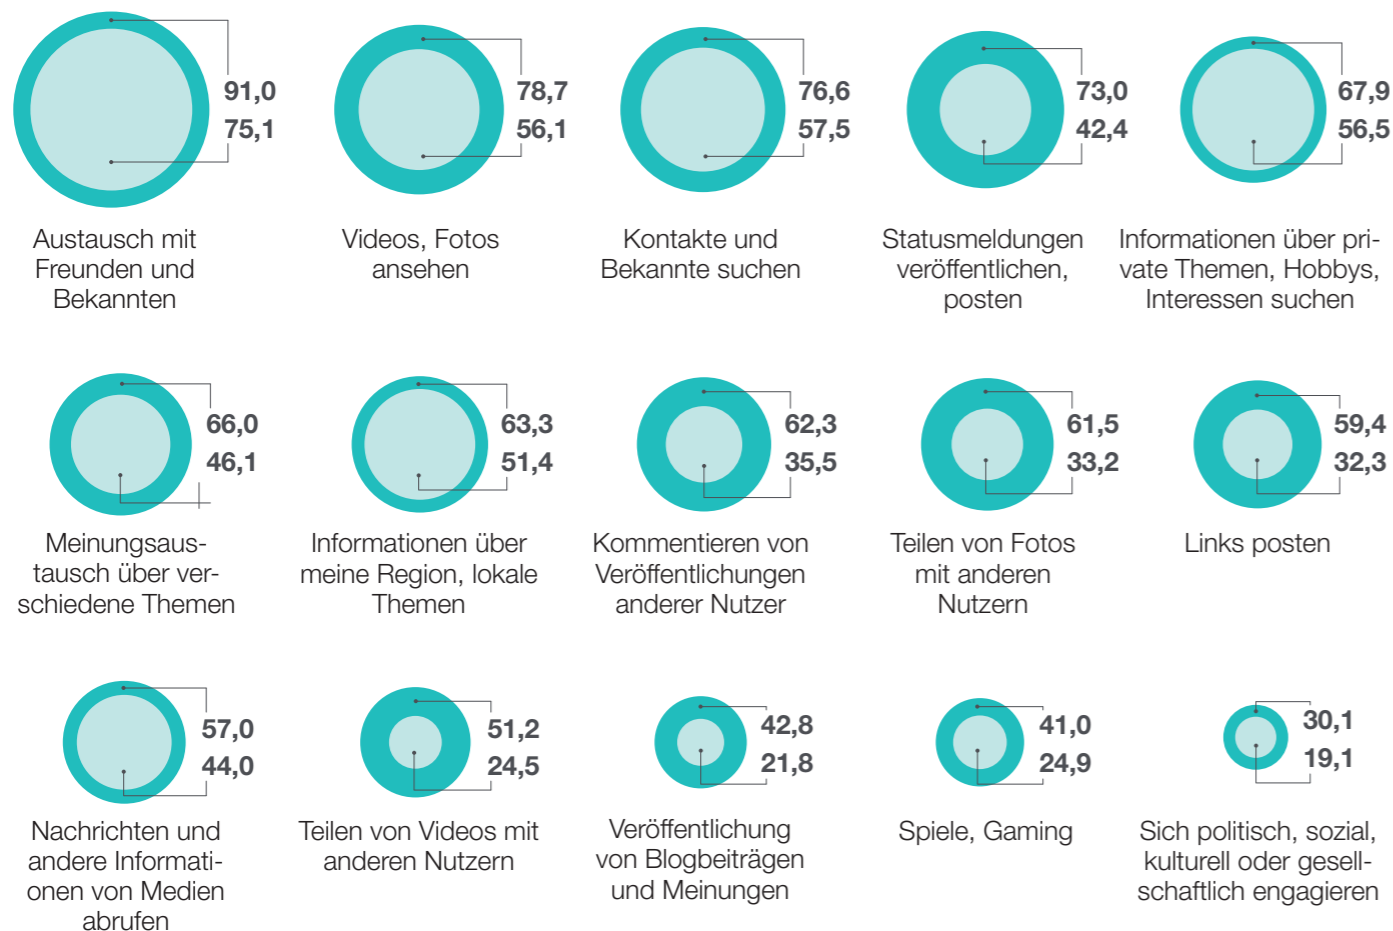 91,0
75,1
Austausch mit
Freunden und
Bekannten
78,7
56,1
Videos, Fotos
ansehen
76,6
57,5
Kontakte und
Bekannte suchen
73,0
42,4
Statusmeldungen
veröffentlichen,
posten
67,9
56,5
Informationen über pri-
vate Themen, Hobbys,
Interessen suchen
66,0
46,1
Meinungsaus-
tausch über ver-
schiedene Themen
63,3
51,4
Informationen über
meine Region, lokale
Themen
62,3
35,5
Kommentieren von
Veröffentlichungen
anderer Nutzer
61,5
33,2
Teilen von Fotos
mit anderen
Nutzern
59,4
32,3
Links posten
57,0
44,0
Nachrichten und
andere Informati-
onen von Medien
abrufen
51,2
24,5
Teilen von Videos mit
anderen Nutzern
42,8
21,8
Veröffentlichung
von Blogbeiträgen
und Meinungen
41,0
24,9
Spiele, Gaming
30,1
19,1
Sich politisch, sozial,
kulturell oder gesell-
schaftlich engagieren